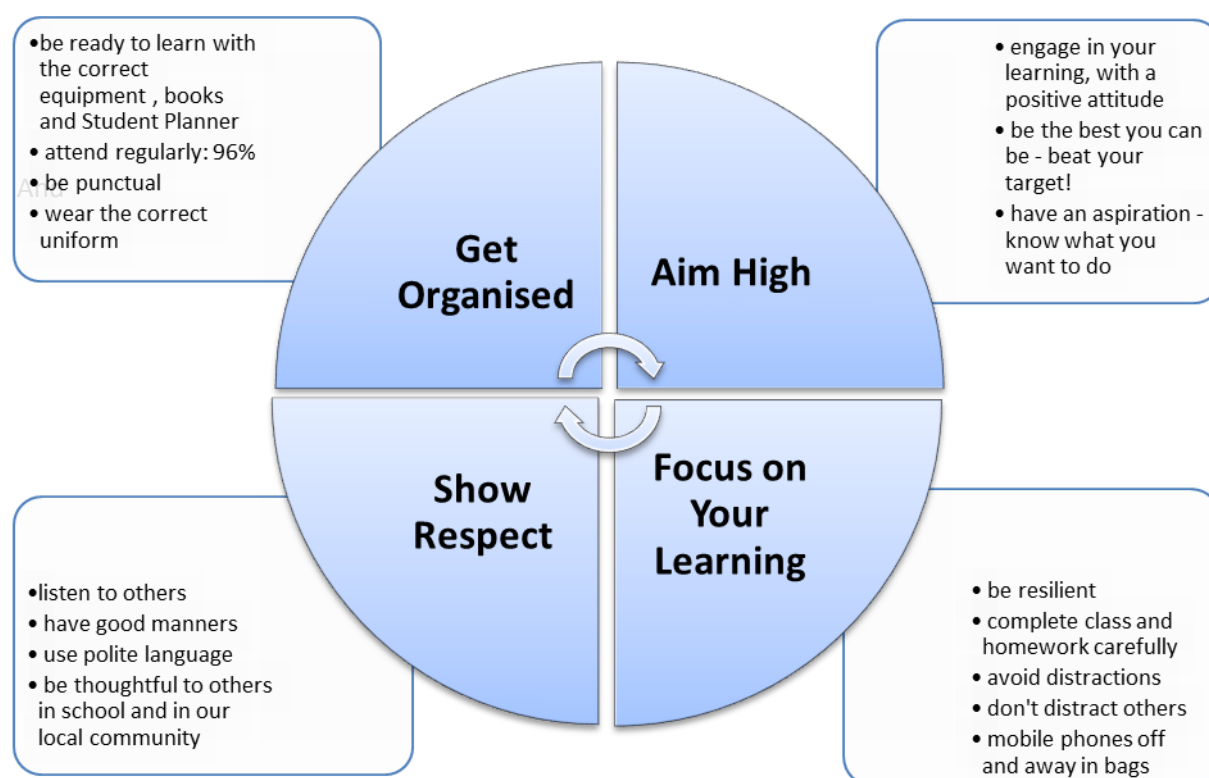 •be ready to learn with
the correct
equipment , books
and Student Planner
• attend regularly: 96%
And
• be punctual
• wear the correct
uniform
Get
Organised
• engage in your
learning, with a
positive attitude
• be the best you can
be - beat your
target!
• have an aspiration -
know what you
want to do
Aim High
Show
Respect
•listen to others
• have good manners
• use polite language
• be thoughtful to others
in school and in our
local community
Focus on
Your
Learning
• be resilient
• complete class and
homework carefully
• avoid distractions
• don't distract others
• mobile phones off
and away in bags